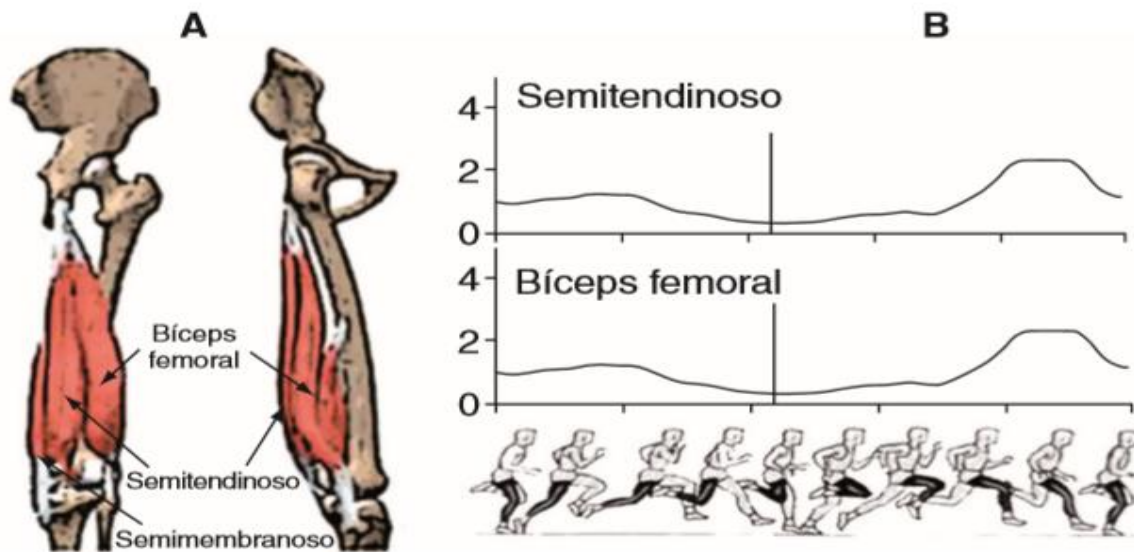 A
Bíceps
femoral
Semitendinoso
Semimembranoso
B
Semitendinoso
4
2
0
Bíceps femoral
4
2
0